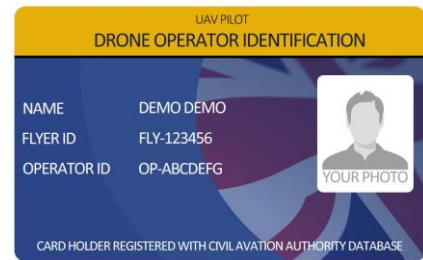 UAV PILOT
DRONE OPERATOR IDENTIFICATION
NAME DEMO DEMO
FLYER ID FLY-123456
OPERATOR ID OP-ABCDEFG
YOUR PHOTO
CARD HOLDER REGISTERED WITH CIVIL AVATION AUTHORITY DATABASE